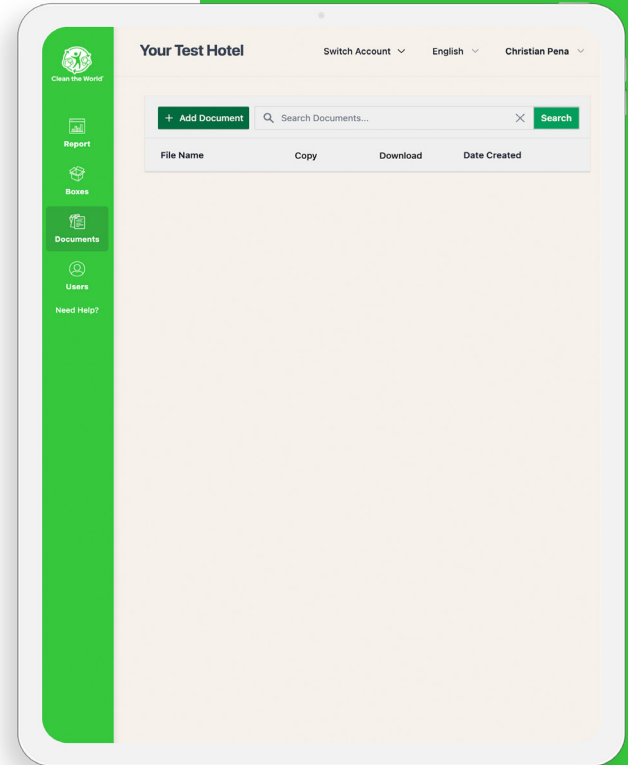 Clean the World
Your Test Hotel
Switch Account
English
Christian Pena
Report
Boxes
Documents
Users
Need Help?
+ Add Document
Search Documents...
Search
File Name
Copy
Download
Date Created